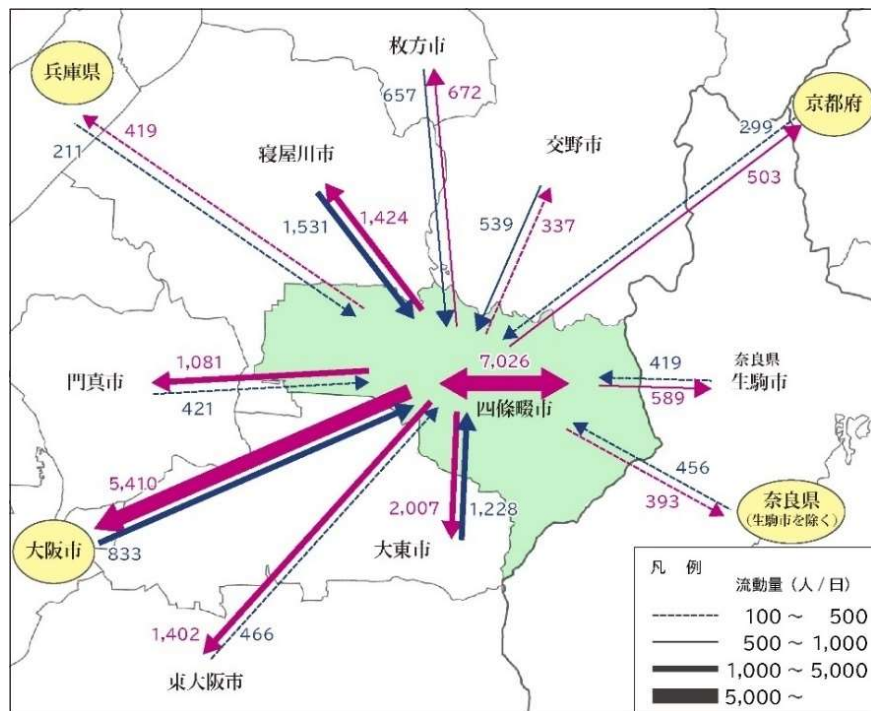 枚方市
兵庫県
657
672
京都府
419
299
211
寝屋川市
交野市
503
1,531
1,424
539
337
7,026
門真市
1,081
421
四條畷市
419
奈良県
生駒市
589
5,410
456
393
2,007
1,228
奈良県
(生駒市を除く)
大阪市
833
大東市
1,402
466
東大阪市
凡 例
流動量(人/日)
100 ~ 500
500 ~ 1,000
1,000 ~ 5,000
5,000 ~